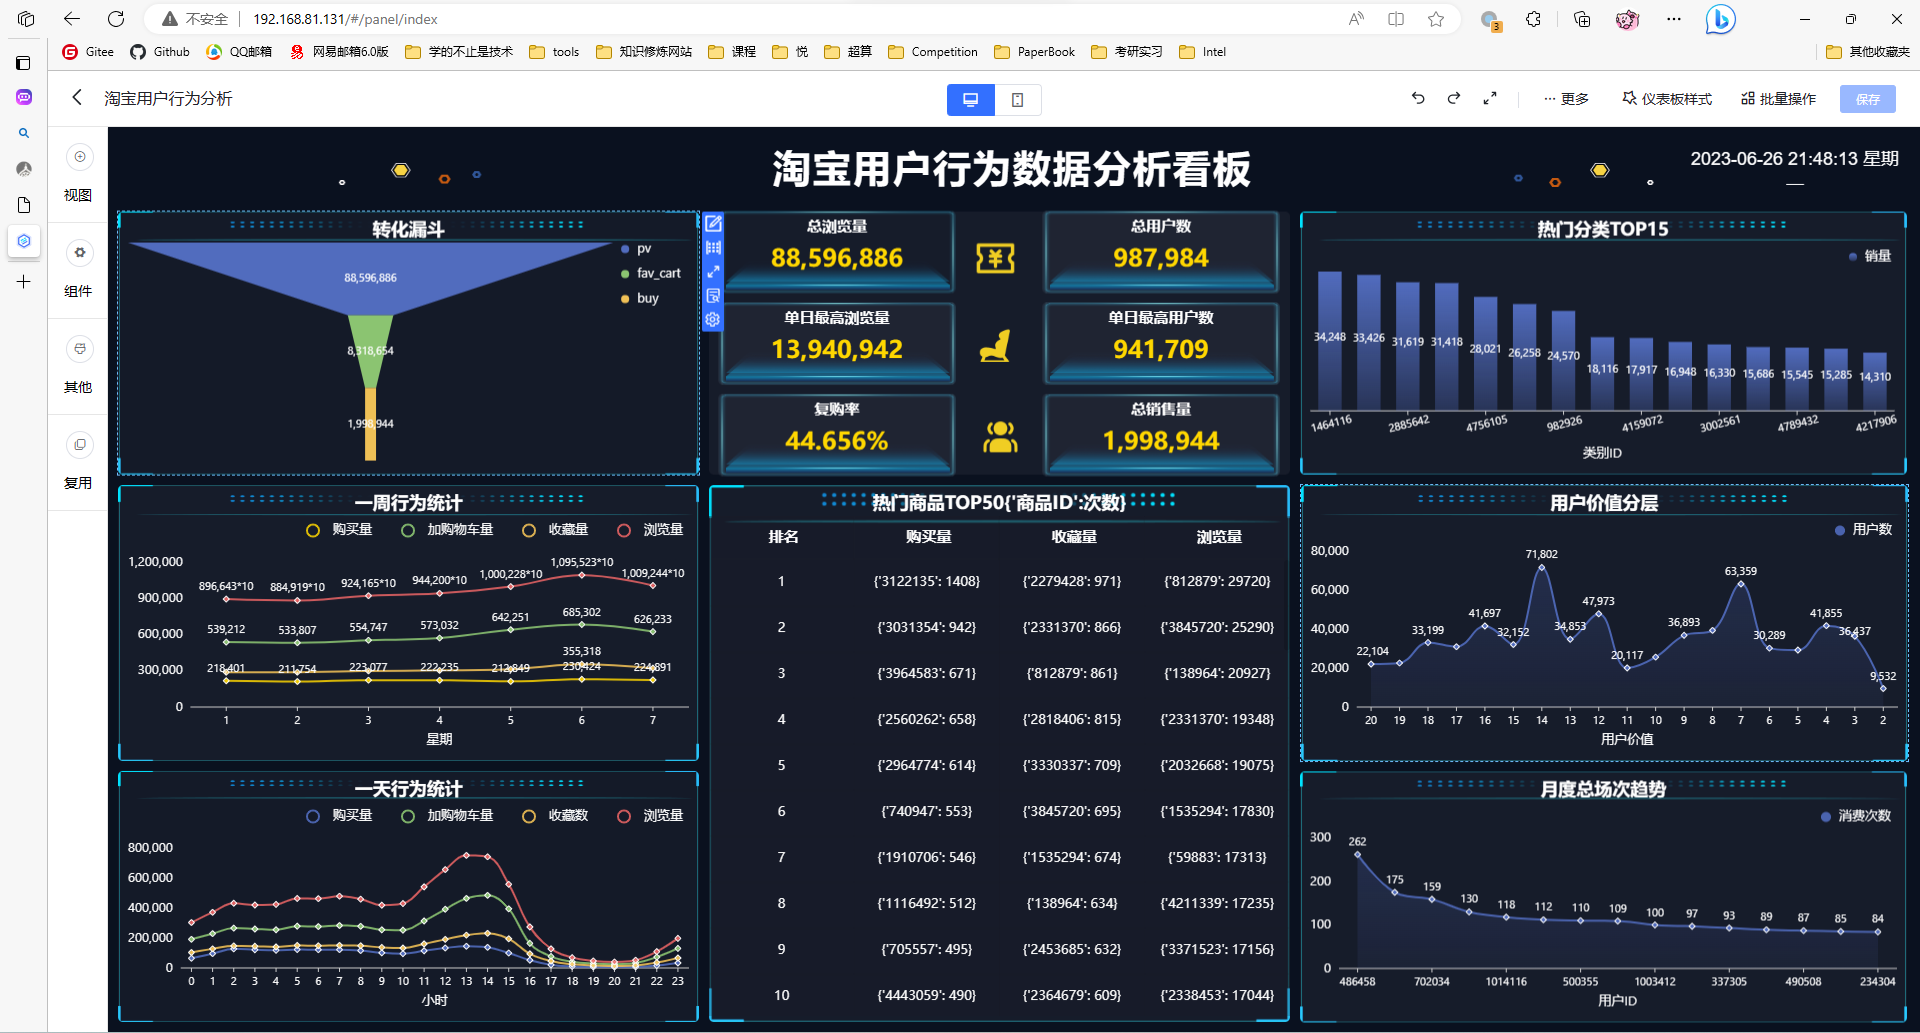 不安全 192.168.81.131/#/panel/index
3
Gitee Github QQ邮箱 网易邮箱6.0版 学的不止是技术 tools 知识修炼网站 课程 悦 超算 Competition PaperBook 考研实习 Intel 其他收藏夹
淘宝用户行为分析 ··· 更多 仪表板样式 批量操作 保存
视图
组件
其他
复用
淘宝用户行为数据分析看板
2023-06-26 21:48:13 星期
一
转化漏斗
pv
fav_cart
buy
88,596,886
8,318,654
1,998,944
总浏览量
88,596,886
总用户数
987,984
单日最高浏览量
13,940,942
单日最高用户数
941,709
复购率
44.656%
总销售量
1,998,944
热门分类TOP15
销量
34,248 33,426 31,619 31,418 28,021 26,258 24,570 18,116 17,917 16,948 16,330 15,686 15,545 15,285 14,310
1464116 2885642 4756105 982926 4159072 3002561 4789432 4217906
类别ID
一周行为统计
购买量 加购物车量 收藏量 浏览量
1,200,000
900,000
600,000
300,000
0
896,643*10 884,919*10 924,165*10 944,200*10 1,000,228*10 1,095,523*10 1,009,244*10
539,212 533,807 554,747 573,032 642,251 685,302 626,233
355,318
218,401 211,754 223,077 222,235 212,849 230,424 224,891
1 2 3 4 5 6 7
星期
热门商品TOP50{'商品ID':次数}
排名 购买量 收藏量 浏览量
1 {'3122135': 1408} {'2279428': 971} {'812879': 29720}
2 {'3031354': 942} {'2331370': 866} {'3845720': 25290}
3 {'3964583': 671} {'812879': 861} {'138964': 20927}
4 {'2560262': 658} {'2818406': 815} {'2331370': 19348}
5 {'2964774': 614} {'3330337': 709} {'2032668': 19075}
6 {'740947': 553} {'3845720': 695} {'1535294': 17830}
7 {'1910706': 546} {'1535294': 674} {'59883': 17313}
8 {'1116492': 512} {'138964': 634} {'4211339': 17235}
9 {'705557': 495} {'2453685': 632} {'3371523': 17156}
10 {'4443059': 490} {'2364679': 609} {'2338453': 17044}
用户价值分层
用户数
80,000
60,000
40,000
20,000
0
22,104 33,199 41,697 32,152 71,802 34,853 47,973 20,117 36,893 63,359 30,289 41,855 36,437 9,532
20 19 18 17 16 15 14 13 12 11 10 9 8 7 6 5 4 3 2
用户价值
一天行为统计
购买量 加购物车量 收藏数 浏览量
800,000
600,000
400,000
200,000
0
0 1 2 3 4 5 6 7 8 9 10 11 12 13 14 15 16 17 18 19 20 21 22 23
小时
月度总场次趋势
消费次数
300
200
100
0
262 175 159 130 118 112 110 109 100 97 93 89 87 85 84
486458 702034 1014116 500355 1003412 337305 490508 234304
用户ID